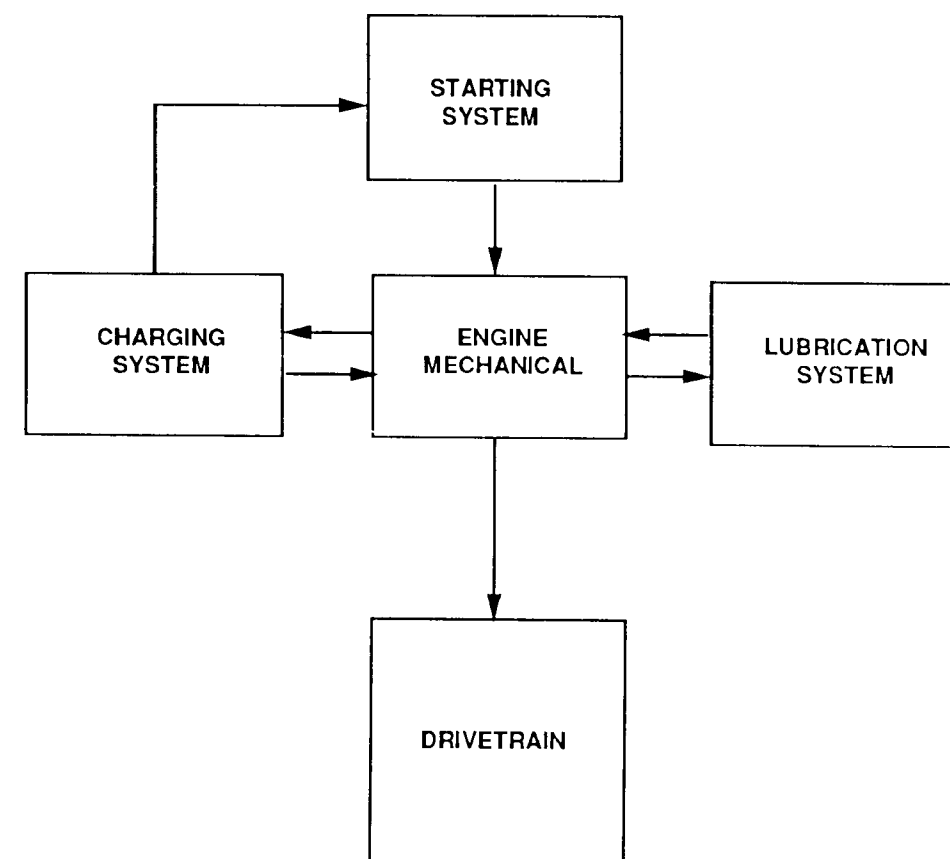 STARTING
SYSTEM
CHARGING
SYSTEM
ENGINE
MECHANICAL
LUBRICATION
SYSTEM
DRIVETRAIN